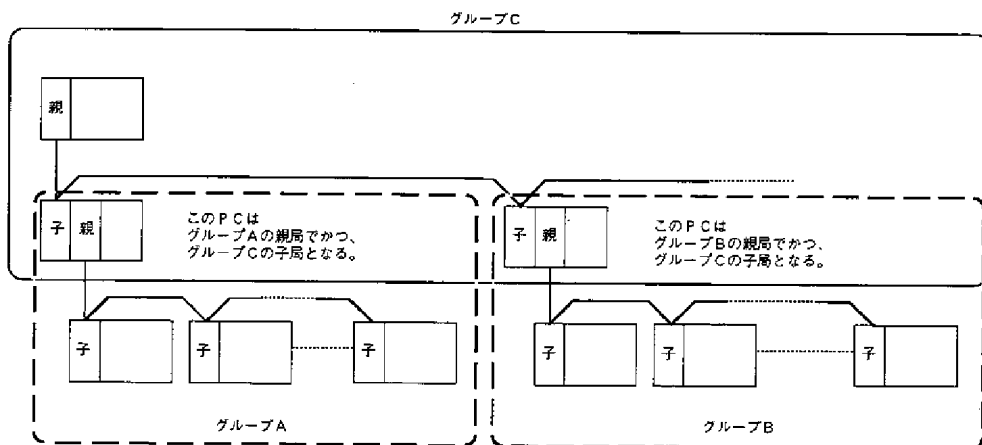 グループC
親
子 親
このPCは
グループAの親局でかつ、
グループCの子局となる。
子 親
このPCは
グループBの親局でかつ、
グループCの子局となる。
子 子 子
子 子 子
グループA
グループB